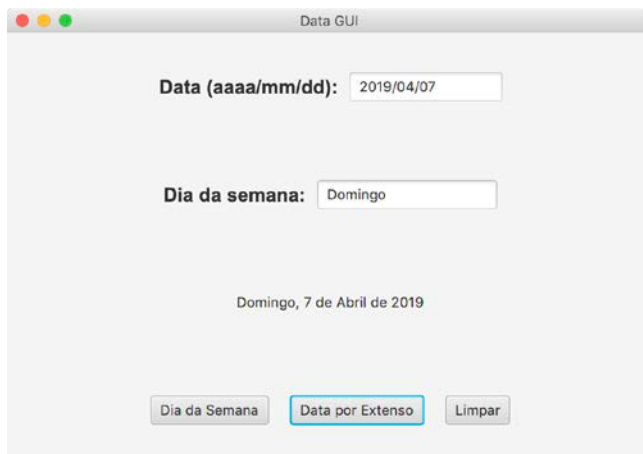 Data GUI
Data (aaaa/mm/dd): 2019/04/07
Dia da semana: Domingo
Domingo, 7 de Abril de 2019
Dia da Semana Data por Extenso Limpar